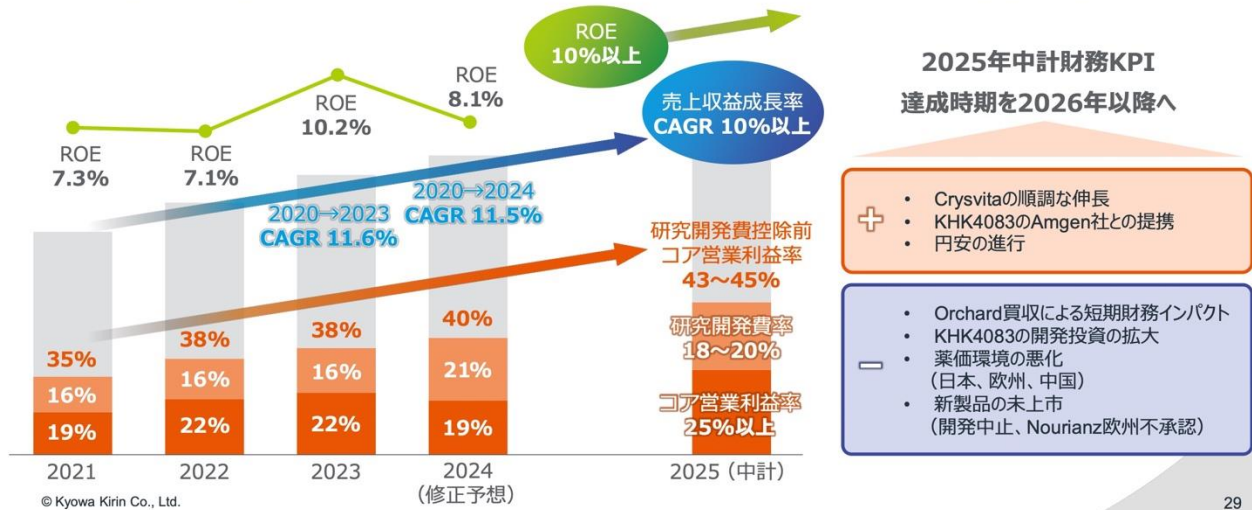 ROE
10%以上
売上収益成長率
CAGR 10%以上
ROE
7.3%
ROE
7.1%
ROE
10.2%
ROE
8.1%
2020→2023
CAGR 11.6%
2020→2024
CAGR 11.5%
研究開発費控除前
コア営業利益率
43～45%
研究開発費率
18～20%
コア営業利益率
25%以上
35%
16%
19%
38%
16%
22%
38%
16%
22%
40%
21%
19%
2021
2022
2023
2024
(修正予想)
2025 (中計)
2025年中計財務KPI
達成時期を2026年以降へ
+
• Crysvitaの順調な伸長
• KHK4083のAmgen社との提携
• 円安の進行
−
• Orchard買収による短期財務インパクト
• KHK4083の開発投資の拡大
• 薬価環境の悪化
(日本、欧州、中国)
• 新製品の未上市
(開発中止、Nourianz欧州不承認)
© Kyowa Kirin Co., Ltd.
29